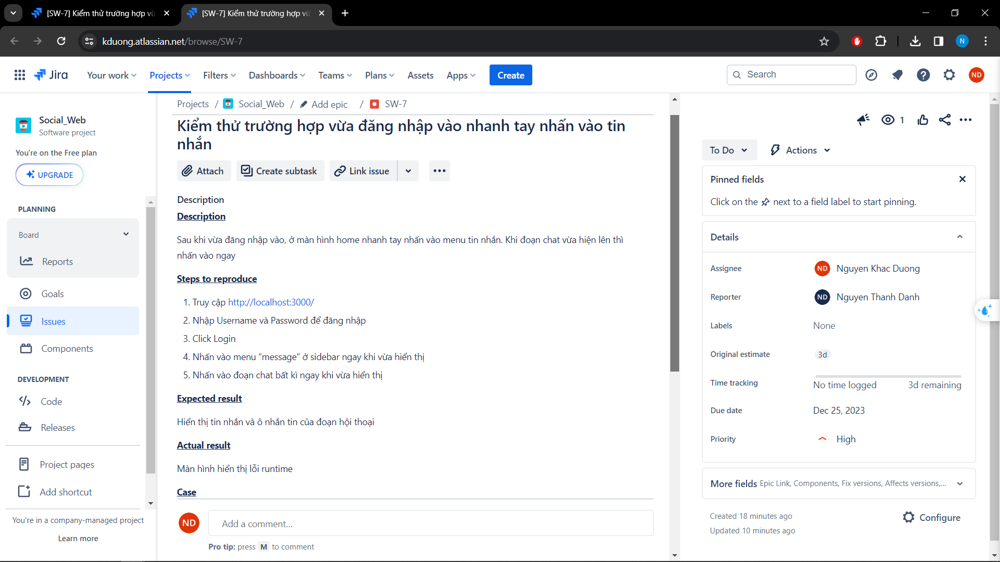 [SW-7] Kiểm thử trường hợp vừ
[SW-7] Kiểm thử trường hợp vừ
kduong.atlassian.net/browse/SW-7
N
Jira
Your work
Projects
Filters
Dashboards
Teams
Plans
Assets
Apps
Create
Search
ND
Social_Web
Software project
You're on the Free plan
UPGRADE
PLANNING
Board
Reports
Goals
Issues
Components
DEVELOPMENT
Code
Releases
Project pages
Add shortcut
You're in a company-managed project
Learn more
Projects / Social_Web / Add epic / SW-7
Kiểm thử trường hợp vừa đăng nhập vào nhanh tay nhấn vào tin
nhắn
Attach
Create subtask
Link issue
Description
Description
Sau khi vừa đăng nhập vào, ở màn hình home nhanh tay nhấn vào menu tin nhắn. Khi đoạn chat vừa hiện lên thì
nhấn vào ngay
Steps to reproduce
1. Truy cập http://localhost:3000/
2. Nhập Username và Password để đăng nhập
3. Click Login
4. Nhấn vào menu “message” ở sidebar ngay khi vừa hiển thị
5. Nhấn vào đoạn chat bất kì ngay khi vừa hiển thị
Expected result
Hiển thị tin nhắn và ô nhắn tin của đoạn hội thoại
Actual result
Màn hình hiển thị lỗi runtime
Case
ND
Add a comment...
Pro tip: press M to comment
1
To Do
Actions
Pinned fields
Click on the next to a field label to start pinning.
Details
Assignee
ND Nguyen Khac Duong
Reporter
ND Nguyen Thanh Danh
Labels
None
Original estimate
3d
Time tracking
No time logged
3d remaining
Due date
Dec 25, 2023
Priority
High
More fields Epic Link, Components, Fix versions, Affects versions,...
Created 18 minutes ago
Configure
Updated 10 minutes ago